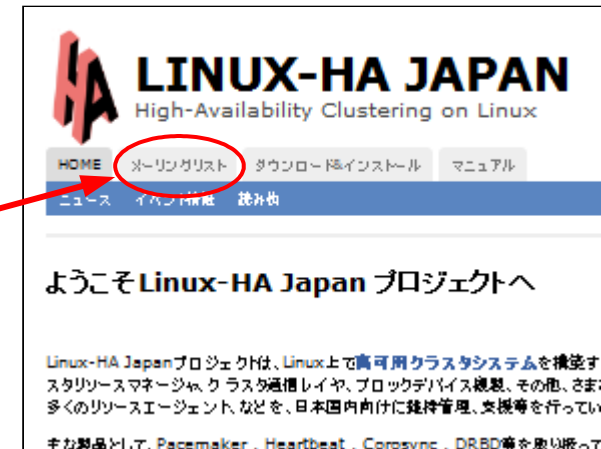 HA
LINUX-HA JAPAN
High-Availability Clustering on Linux
HOME メーリングリスト ダウンロード&インストール マニュアル
ニュース イベント情報 読み物
ようこそLinux-HA Japan プロジェクトへ
Linux-HA Japanプロジェクトは、Linux上で高可用クラスタシステムを構築す
スタリソースマネージャ、クラスタ通信レイヤ、ブロックデバイス複製、その他、さま
多くのリソースエージェント、などを、日本国内向けに維持管理、支援等を行ってい
主な製品として、Pacemaker , Heartbeat , Corosync , DRBD等を取り扱って